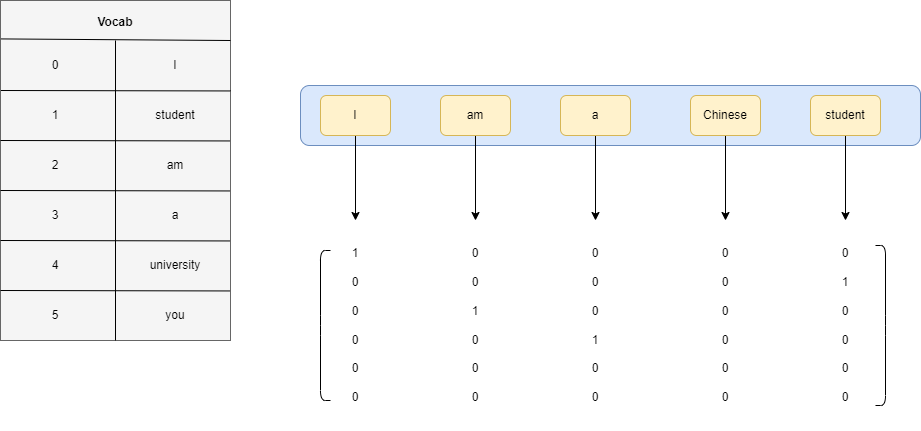 Vocab
0 I
1 student
2 am
3 a
4 university
5 you
I am a Chinese student
1 0 0 0 0
0 0 0 0 1
0 1 0 0 0
0 0 1 0 0
0 0 0 0 0
0 0 0 0 0